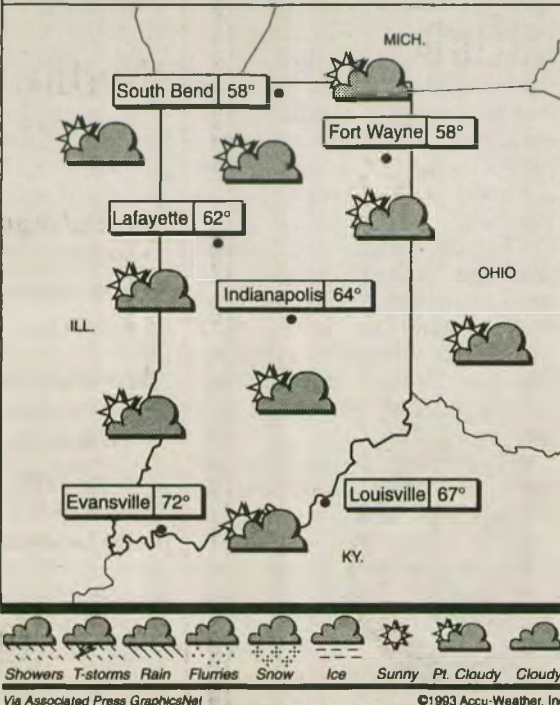 MICH.
South Bend 58°
Fort Wayne 58°
Lafayette 62°
OHIO
Indianapolis 64°
ILL.
Evansville 72°
Louisville 67°
KY.
Showers T-storms Rain Flurries Snow Ice Sunny Pt. Cloudy Cloudy
Via Associated Press GraphicsNet ©1993 Accu-Weather, Inc